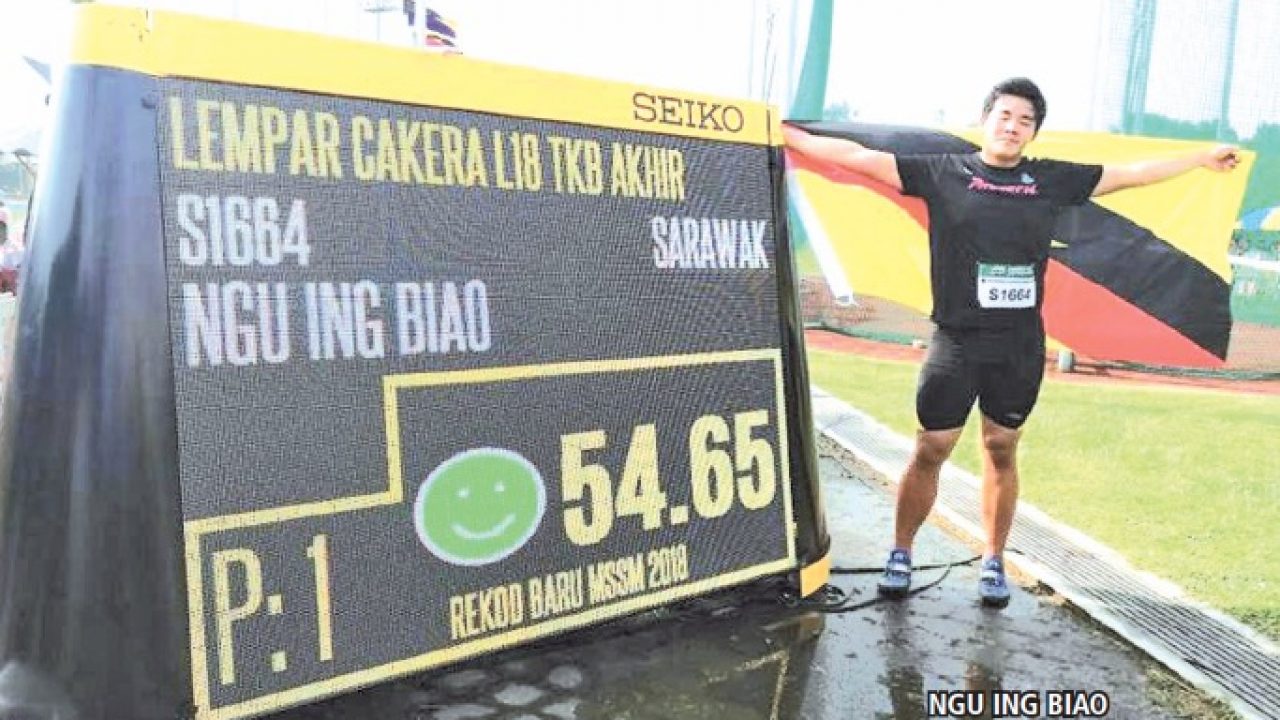 SEIKO
LEMPAR CAKERA L18 TKB AKHIR
S1664 SARAWAK
NGU ING BIAO
54.65
P: 1
REKOD BARU MSSM 2018
S1664
NGU ING BIAO